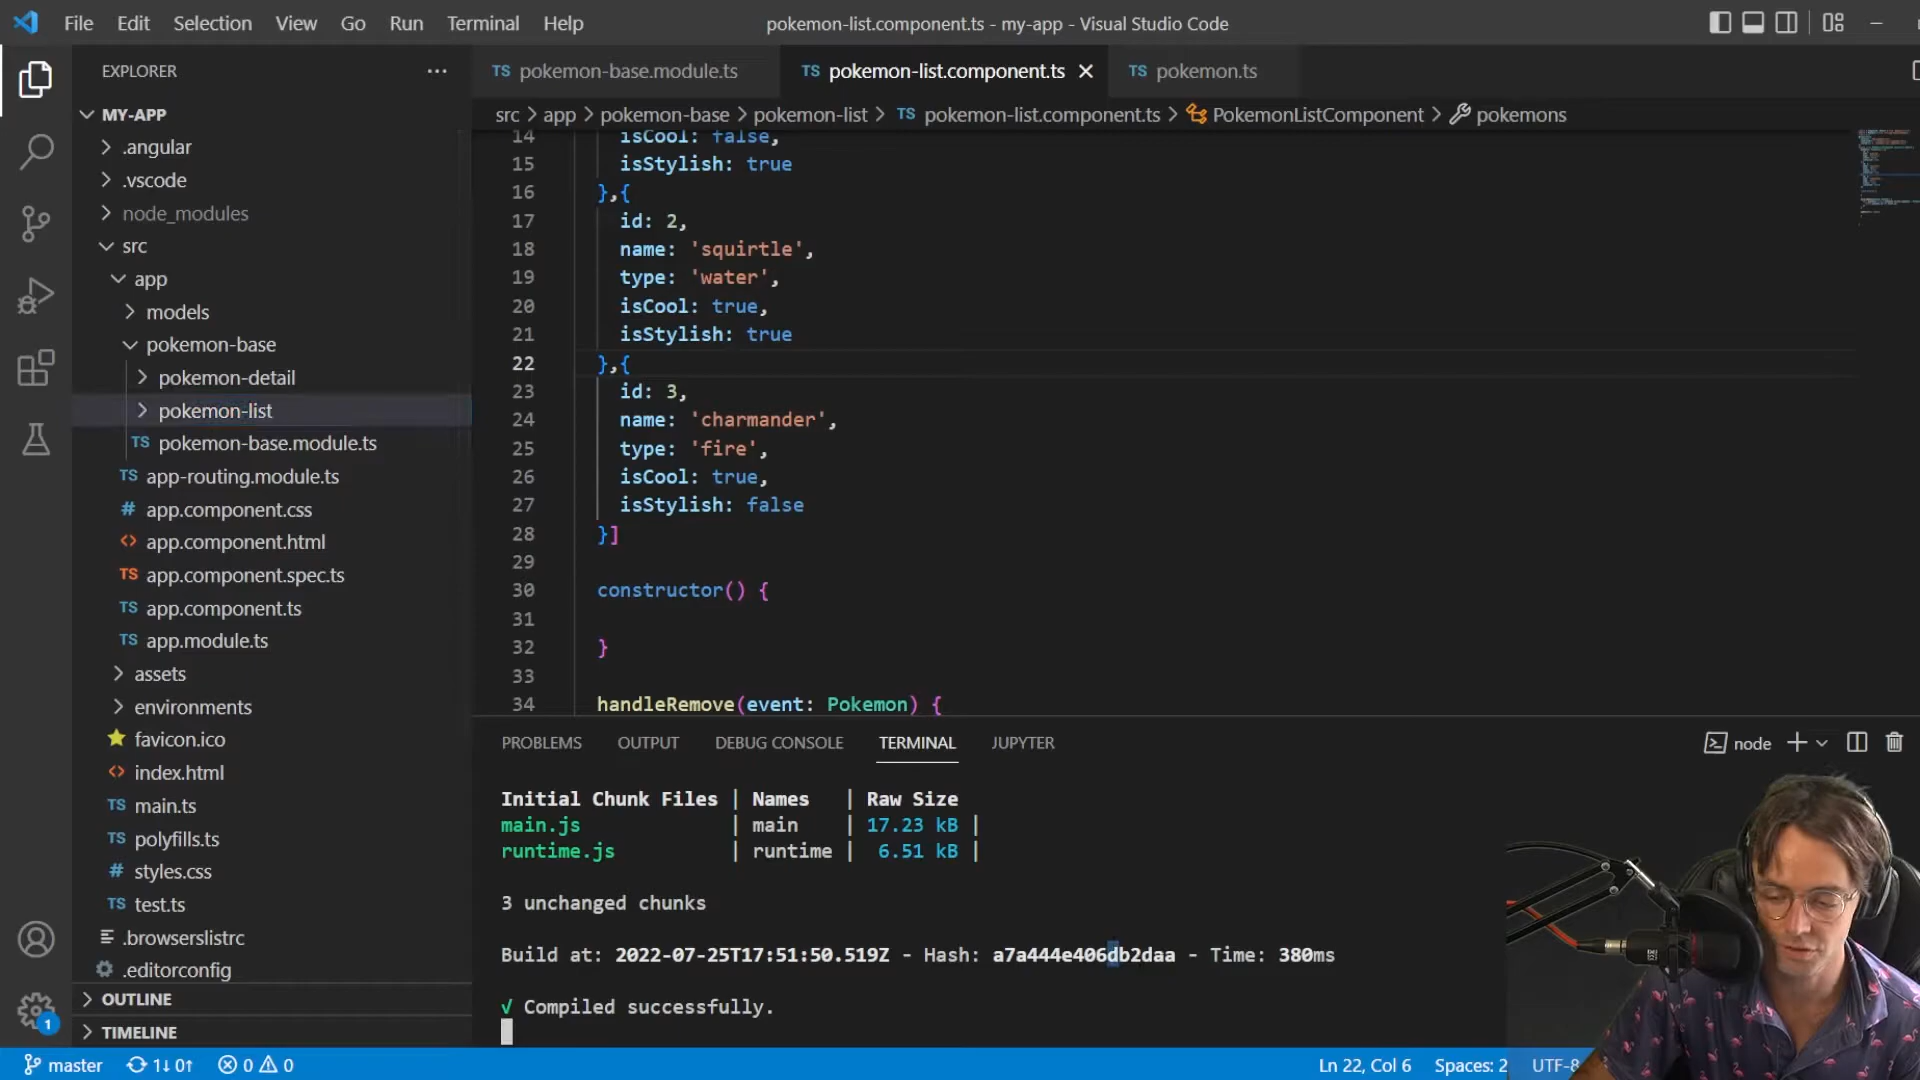 File Edit Selection View Go Run Terminal Help
pokemon-list.component.ts - my-app - Visual Studio Code
EXPLORER
MY-APP
.angular
.vscode
node_modules
src
app
models
pokemon-base
pokemon-detail
pokemon-list
TS pokemon-base.module.ts
TS app-routing.module.ts
# app.component.css
<> app.component.html
TS app.component.spec.ts
TS app.component.ts
TS app.module.ts
assets
environments
favicon.ico
<> index.html
TS main.ts
TS polyfills.ts
# styles.css
TS test.ts
.browserslistrc
.editorconfig
OUTLINE
TIMELINE
TS pokemon-base.module.ts
TS pokemon-list.component.ts
TS pokemon.ts
src > app > pokemon-base > pokemon-list > TS pokemon-list.component.ts > PokemonListComponent > pokemons
14 isCool: false,
15 isStylish: true
16 },{
17 id: 2,
18 name: 'squirtle',
19 type: 'water',
20 isCool: true,
21 isStylish: true
22 },{
23 id: 3,
24 name: 'charmander',
25 type: 'fire',
26 isCool: true,
27 isStylish: false
28 }]
29
30 constructor() {
31
32 }
33
34 handleRemove(event: Pokemon) {
PROBLEMS OUTPUT DEBUG CONSOLE TERMINAL JUPYTER
node
Initial Chunk Files | Names | Raw Size
main.js | main | 17.23 kB |
runtime.js | runtime | 6.51 kB |
3 unchanged chunks
Build at: 2022-07-25T17:51:50.519Z - Hash: a7a444e406db2daa - Time: 380ms
√ Compiled successfully.
1
master 1↓ 0↑ 0 0
Ln 22, Col 6 Spaces: 2 UTF-8